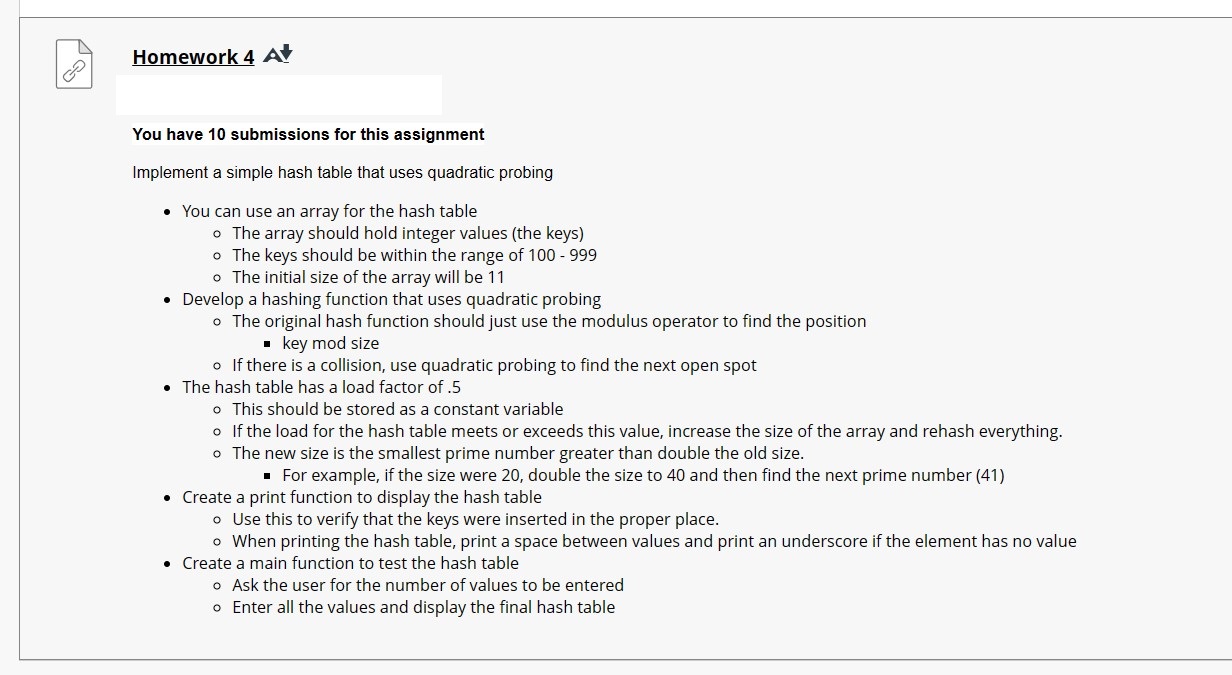 Homework 4
You have 10 submissions for this assignment
Implement a simple hash table that uses quadratic probing
• You can use an array for the hash table
○ The array should hold integer values (the keys)
○ The keys should be within the range of 100 - 999
○ The initial size of the array will be 11
• Develop a hashing function that uses quadratic probing
○ The original hash function should just use the modulus operator to find the position
▪ key mod size
○ If there is a collision, use quadratic probing to find the next open spot
• The hash table has a load factor of .5
○ This should be stored as a constant variable
○ If the load for the hash table meets or exceeds this value, increase the size of the array and rehash everything.
○ The new size is the smallest prime number greater than double the old size.
▪ For example, if the size were 20, double the size to 40 and then find the next prime number (41)
• Create a print function to display the hash table
○ Use this to verify that the keys were inserted in the proper place.
○ When printing the hash table, print a space between values and print an underscore if the element has no value
• Create a main function to test the hash table
○ Ask the user for the number of values to be entered
○ Enter all the values and display the final hash table